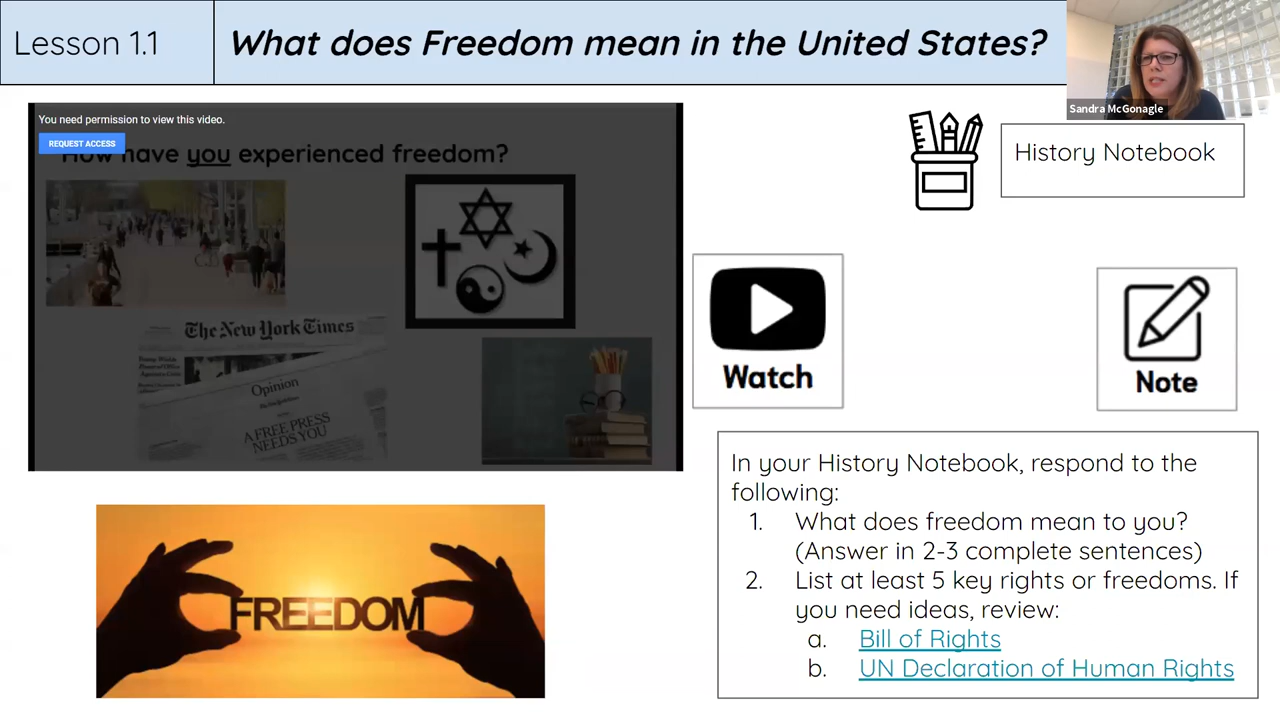 Lesson 1.1
What does Freedom mean in the United States?
Sandra McGonagle
You need permission to view this video.
REQUEST ACCESS
How have you experienced freedom?
The New York Times
Opinion
A FREE PRESS
NEEDS YOU
History Notebook
Watch
Note
FREEDOM
In your History Notebook, respond to the
following:
1. What does freedom mean to you?
(Answer in 2-3 complete sentences)
2. List at least 5 key rights or freedoms. If
you need ideas, review:
a. Bill of Rights
b. UN Declaration of Human Rights